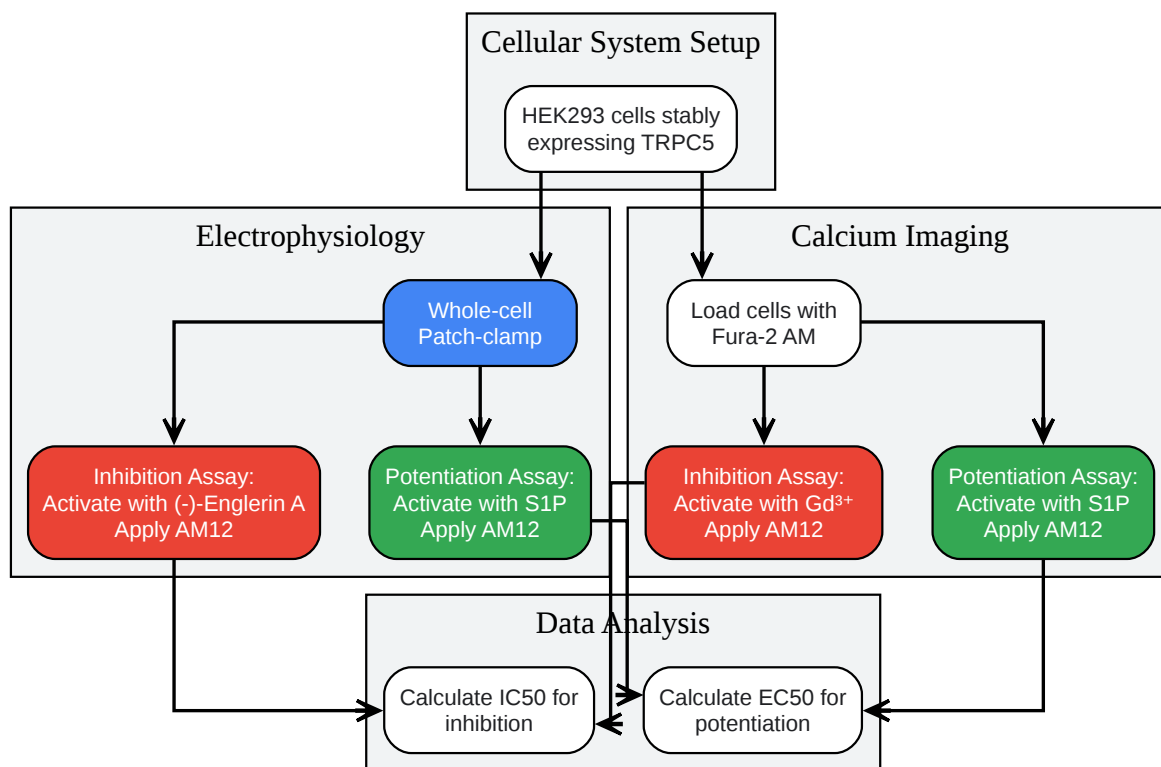 Cellular System Setup
HEK293 cells stably
expressing TRPC5
Electrophysiology
Whole-cell
Patch-clamp
Inhibition Assay:
Activate with (-)-Englerin A
Apply AM12
Potentiation Assay:
Activate with S1P
Apply AM12
Calcium Imaging
Load cells with
Fura-2 AM
Inhibition Assay:
Activate with Gd³⁺
Apply AM12
Potentiation Assay:
Activate with S1P
Apply AM12
Data Analysis
Calculate IC50 for
inhibition
Calculate EC50 for
potentiation